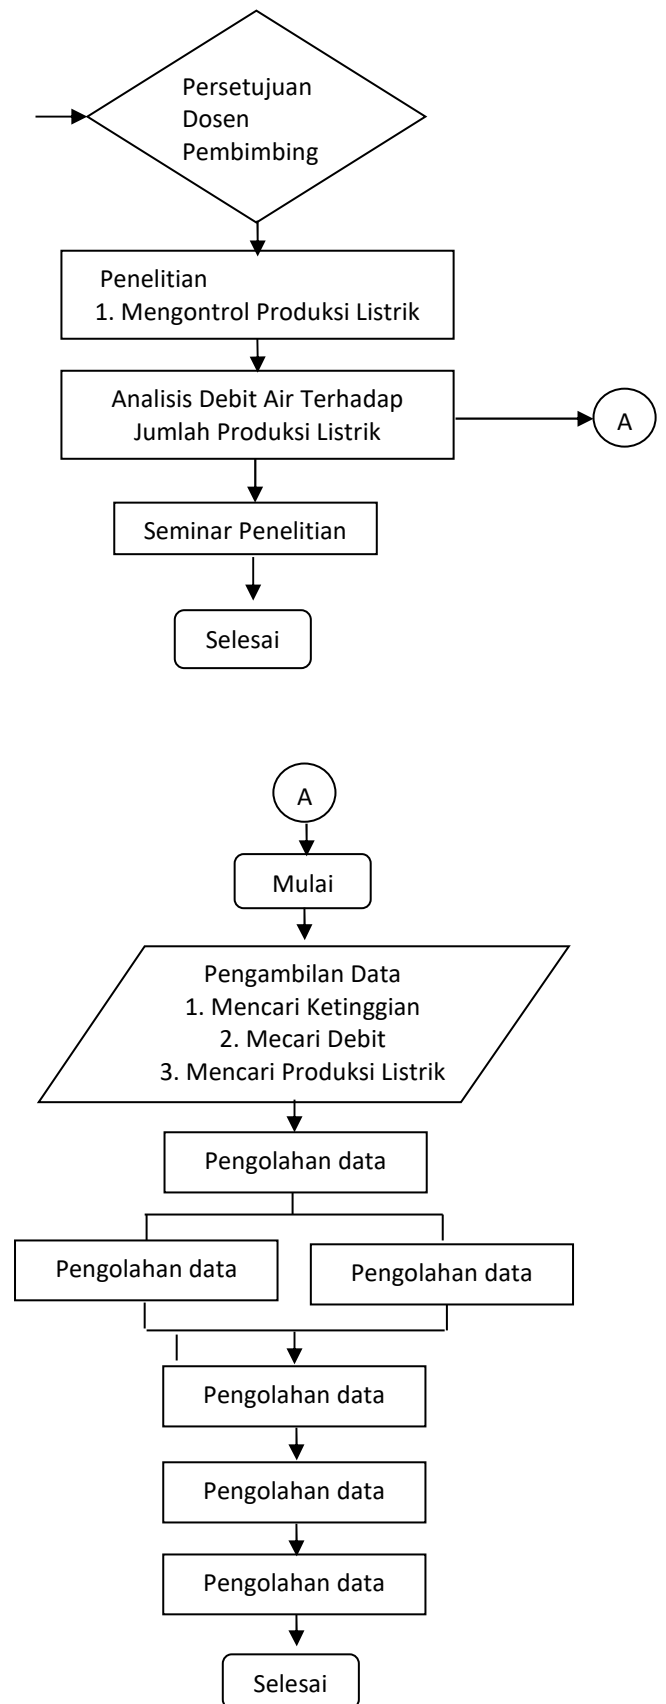 Persetujuan
Dosen
Pembimbing
Penelitian
1. Mengontrol Produksi Listrik
Analisis Debit Air Terhadap
Jumlah Produksi Listrik
A
Seminar Penelitian
Selesai
A
Mulai
Pengambilan Data
1. Mencari Ketinggian
2. Mecari Debit
3. Mencari Produksi Listrik
Pengolahan data
Pengolahan data
Pengolahan data
Pengolahan data
Pengolahan data
Pengolahan data
Selesai